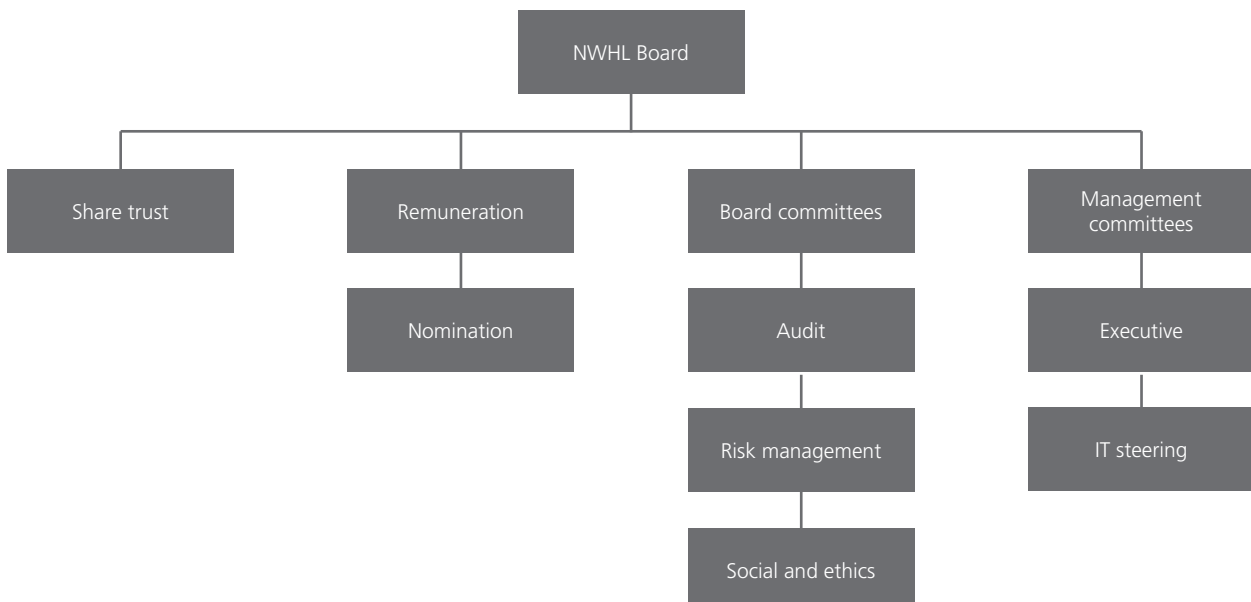 NWHL Board
Share trust
Remuneration
Board committees
Management
committees
Nomination
Audit
Executive
Risk management
IT steering
Social and ethics